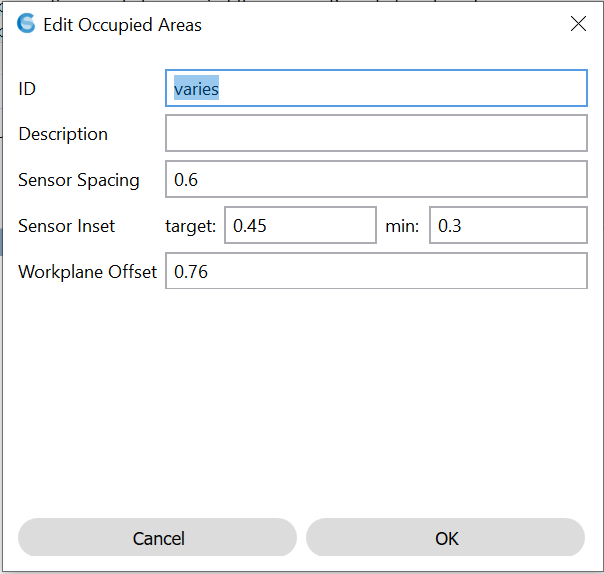 Edit Occupied Areas
ID varies
Description
Sensor Spacing 0.6
Sensor Inset target: 0.45 min: 0.3
Workplane Offset 0.76
Cancel OK